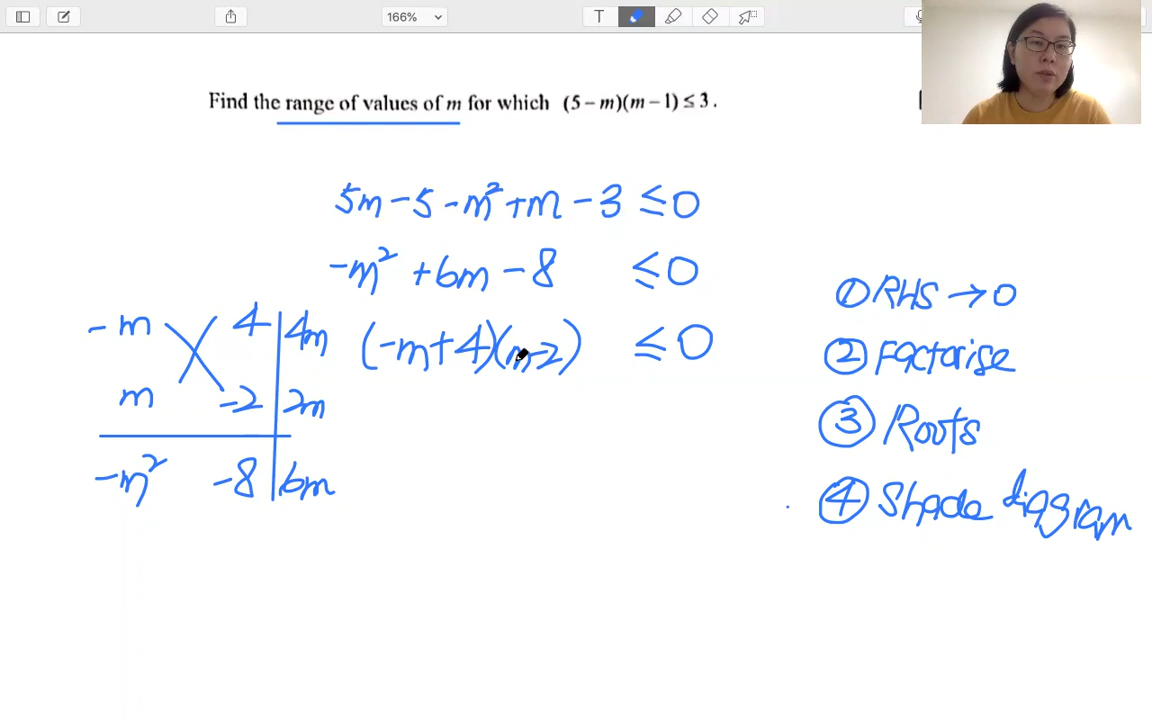 166%
T
Find the range of values of m for which (5 − m)(m − 1) ≤ 3.
5m − 5 − m² + m − 3 ≤ 0
−m² + 6m − 8 ≤ 0
(−m + 4)(m − 2) ≤ 0
−m 4 4m
m −2 2m
−m² −8 6m
① RHS → 0
② Factorise
③ Roots
④ Shade diagram